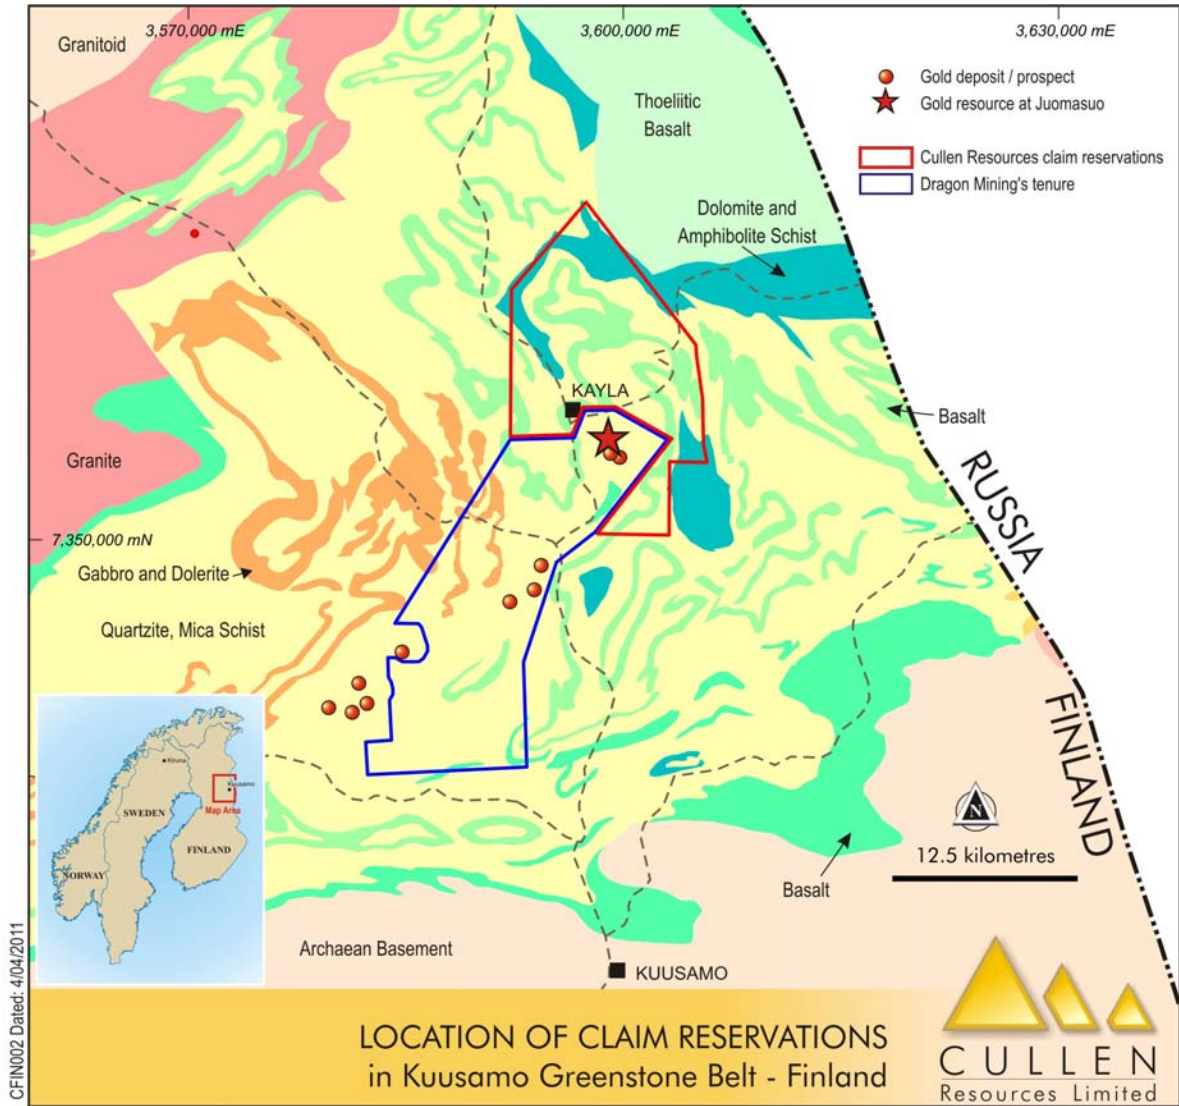 3,570,000 mE
3,600,000 mE
3,630,000 mE
Granitoid
Thoeliitic
Basalt
Gold deposit / prospect
Gold resource at Juomasuo
Cullen Resources claim reservations
Dragon Mining's tenure
Dolomite and
Amphibolite Schist
KAYLA
Basalt
Granite
RUSSIA
7,350,000 mN
Gabbro and Dolerite
Quartzite, Mica Schist
FINLAND
Kiruna
Kuusamo
Map Area
SWEDEN
FINLAND
NORWAY
N
12.5 kilometres
Basalt
Archaean Basement
KUUSAMO
CFIN002 Dated: 4/04/2011
LOCATION OF CLAIM RESERVATIONS
in Kuusamo Greenstone Belt - Finland
CULLEN
Resources Limited